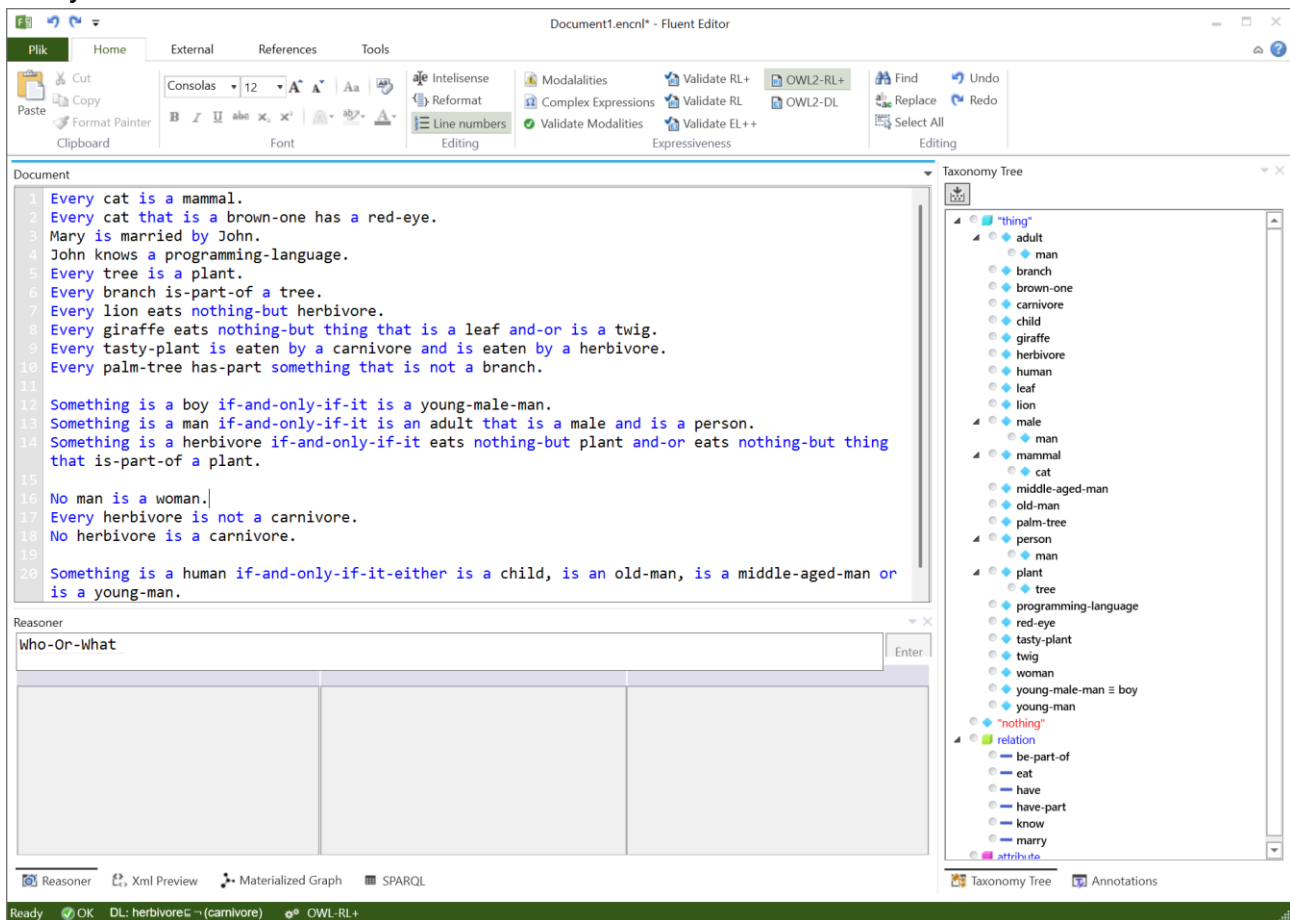 Document1.encnl* - Fluent Editor
Plik Home External References Tools
Paste
Cut
Copy
Format Painter
Clipboard
Consolas 12 A A Aa
B I U abc x₂ x² A
Font
Intelisense
Reformat
Line numbers
Editing
Modalalities
Complex Expressions
Validate Modalities
Validate RL+
Validate RL
Validate EL++
OWL2-RL+
OWL2-DL
Expressiveness
Find
Replace
Select All
Undo
Redo
Editing
Document
1 Every cat is a mammal.
2 Every cat that is a brown-one has a red-eye.
3 Mary is married by John.
4 John knows a programming-language.
5 Every tree is a plant.
6 Every branch is-part-of a tree.
7 Every lion eats nothing-but herbivore.
8 Every giraffe eats nothing-but thing that is a leaf and-or is a twig.
9 Every tasty-plant is eaten by a carnivore and is eaten by a herbivore.
10 Every palm-tree has-part something that is not a branch.
11
12 Something is a boy if-and-only-if-it is a young-male-man.
13 Something is a man if-and-only-if-it is an adult that is a male and is a person.
14 Something is a herbivore if-and-only-if-it eats nothing-but plant and-or eats nothing-but thing
that is-part-of a plant.
15
16 No man is a woman.
17 Every herbivore is not a carnivore.
18 No herbivore is a carnivore.
19
20 Something is a human if-and-only-if-it-either is a child, is an old-man, is a middle-aged-man or
is a young-man.
Reasoner
Who-Or-What
Enter
Reasoner Xml Preview Materialized Graph SPARQL
Taxonomy Tree
"thing"
adult
man
branch
brown-one
carnivore
child
giraffe
herbivore
human
leaf
lion
male
man
mammal
cat
middle-aged-man
old-man
palm-tree
person
man
plant
tree
programming-language
red-eye
tasty-plant
twig
woman
young-male-man ≡ boy
young-man
"nothing"
relation
be-part-of
eat
have
have-part
know
marry
attribute
Taxonomy Tree Annotations
Ready OK DL: herbivore⊑¬(carnivore) OWL-RL+